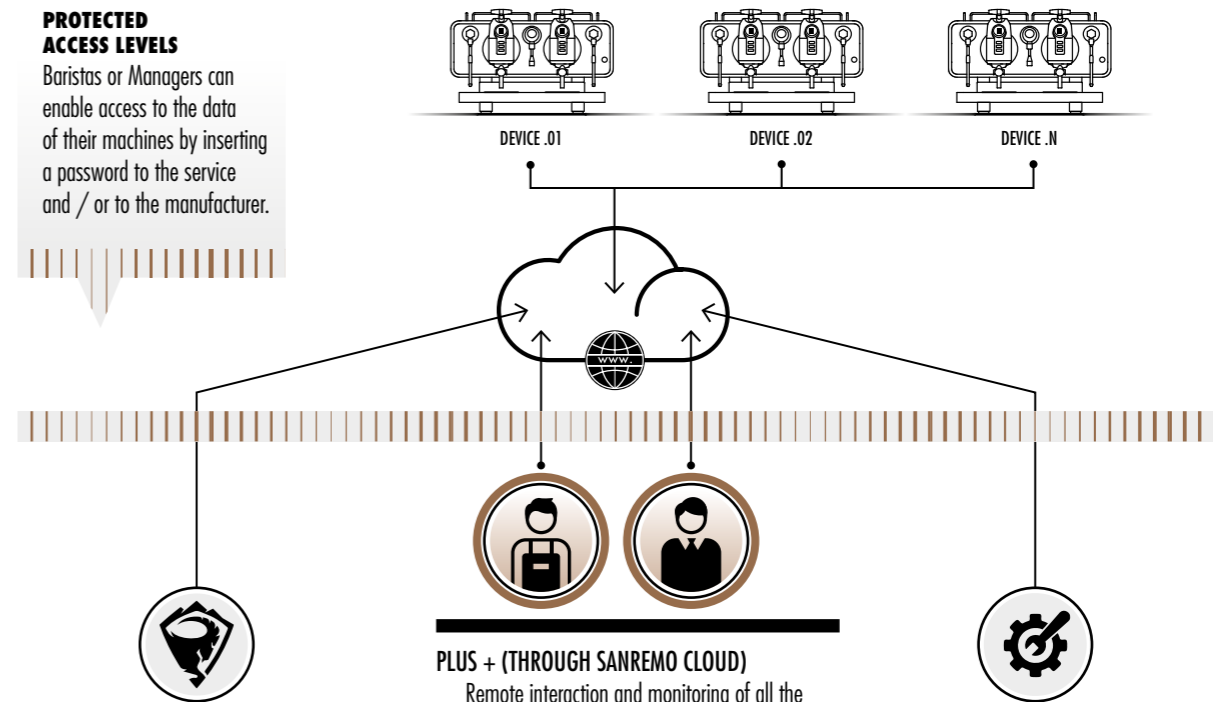 PROTECTED
ACCESS LEVELS
Baristas or Managers can
enable access to the data
of their machines by inserting
a password to the service
and / or to the manufacturer.
DEVICE .01
DEVICE .02
DEVICE .N
www.
PLUS + (THROUGH SANREMO CLOUD)
Remote interaction and monitoring of all the